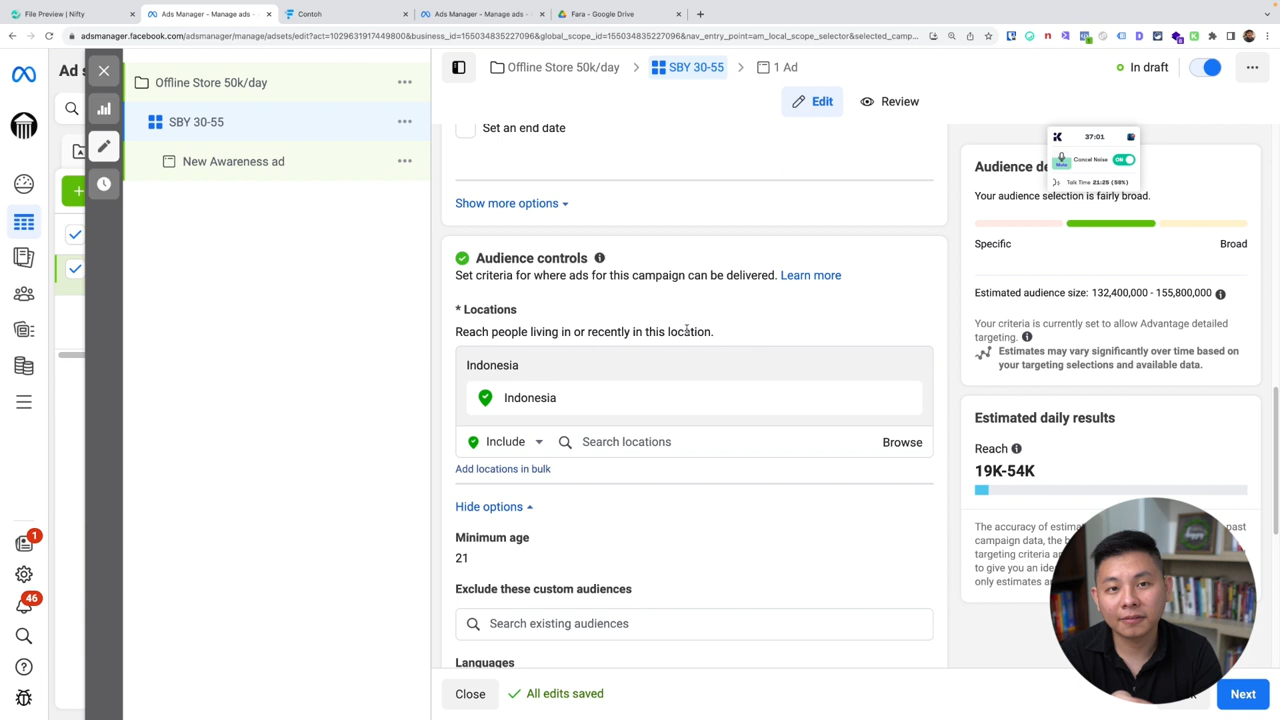 File Preview | Nifty
Ads Manager - Manage ads -
Contoh
Ads Manager - Manage ads -
Fara - Google Drive
adsmanager.facebook.com/adsmanager/manage/adsets/edit?act=1029631917449800&business_id=155034835227096&global_scope_id=155034835227096&nav_entry_point=am_local_scope_selector&selected_camp...
Ad s
Offline Store 50k/day
SBY 30-55
New Awareness ad
1
46
Offline Store 50k/day
SBY 30-55
1 Ad
In draft
Edit
Review
Set an end date
Show more options
Audience controls
Set criteria for where ads for this campaign can be delivered. Learn more
* Locations
Reach people living in or recently in this location.
Indonesia
Indonesia
Include
Search locations
Browse
Add locations in bulk
Hide options
Minimum age
21
Exclude these custom audiences
Search existing audiences
Languages
Close
All edits saved
Next
37:01
Cancel Noise
ON
Mute
Talk Time 21:25 (58%)
Audience de
Your audience selection is fairly broad.
Specific
Broad
Estimated audience size: 132,400,000 - 155,800,000
Your criteria is currently set to allow Advantage detailed
targeting.
Estimates may vary significantly over time based on
your targeting selections and available data.
Estimated daily results
Reach
19K-54K
The accuracy of estima
past
campaign data, the b
targeting criteria an
to give you an ide
only estimates a